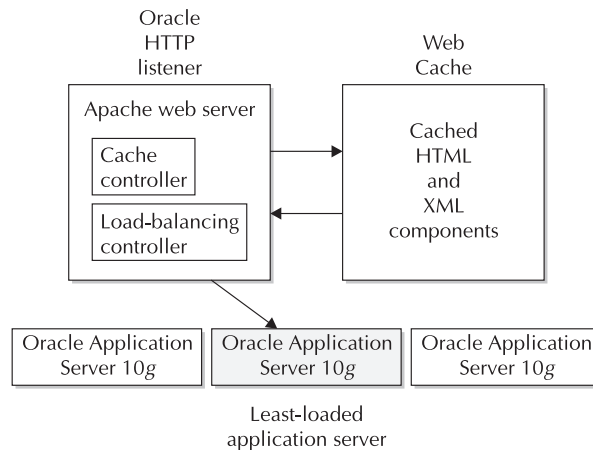 Oracle
HTTP
listener
Web
Cache
Apache web server
Cache
controller
Load-balancing
controller
Cached
HTML
and
XML
components
Oracle Application
Server 10g
Oracle Application
Server 10g
Oracle Application
Server 10g
Least-loaded
application server